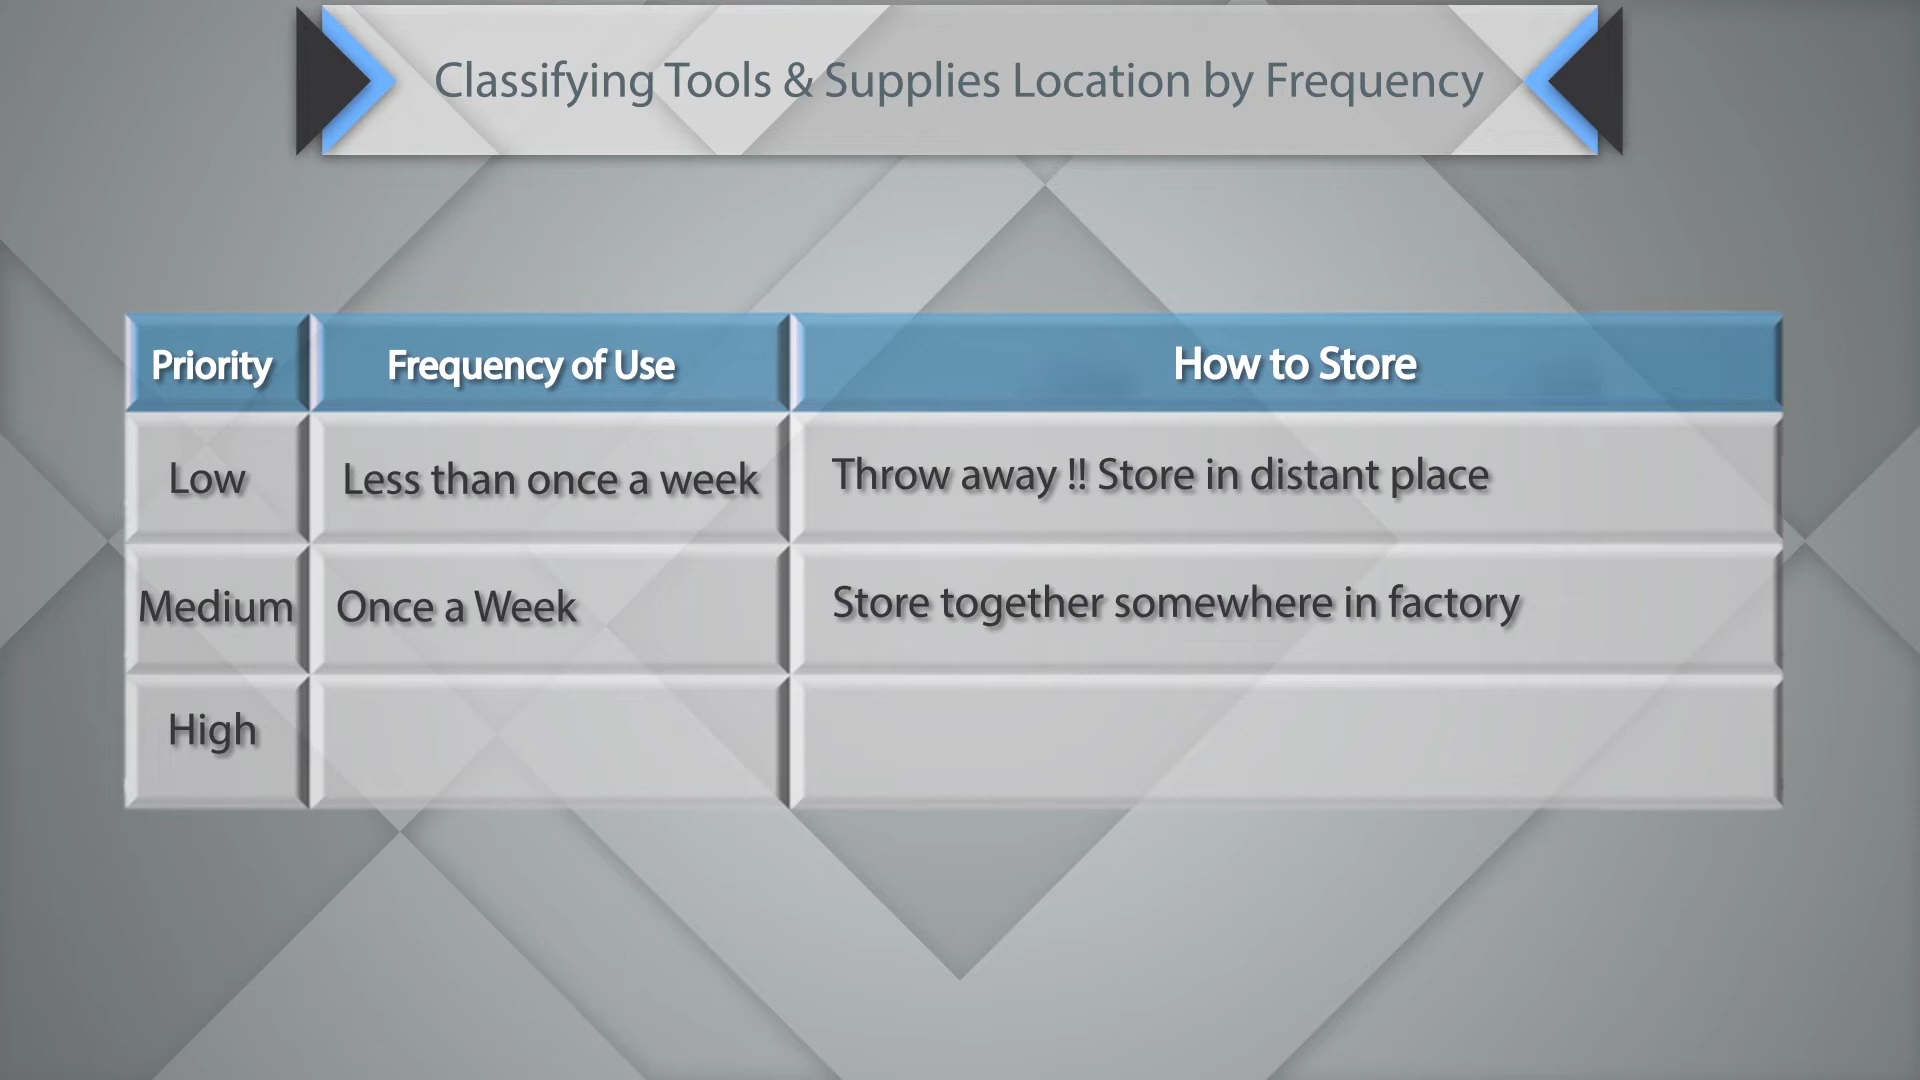 Classifying Tools & Supplies Location by Frequency
Priority Frequency of Use How to Store
Low Less than once a week Throw away !! Store in distant place
Medium Once a Week Store together somewhere in factory
High